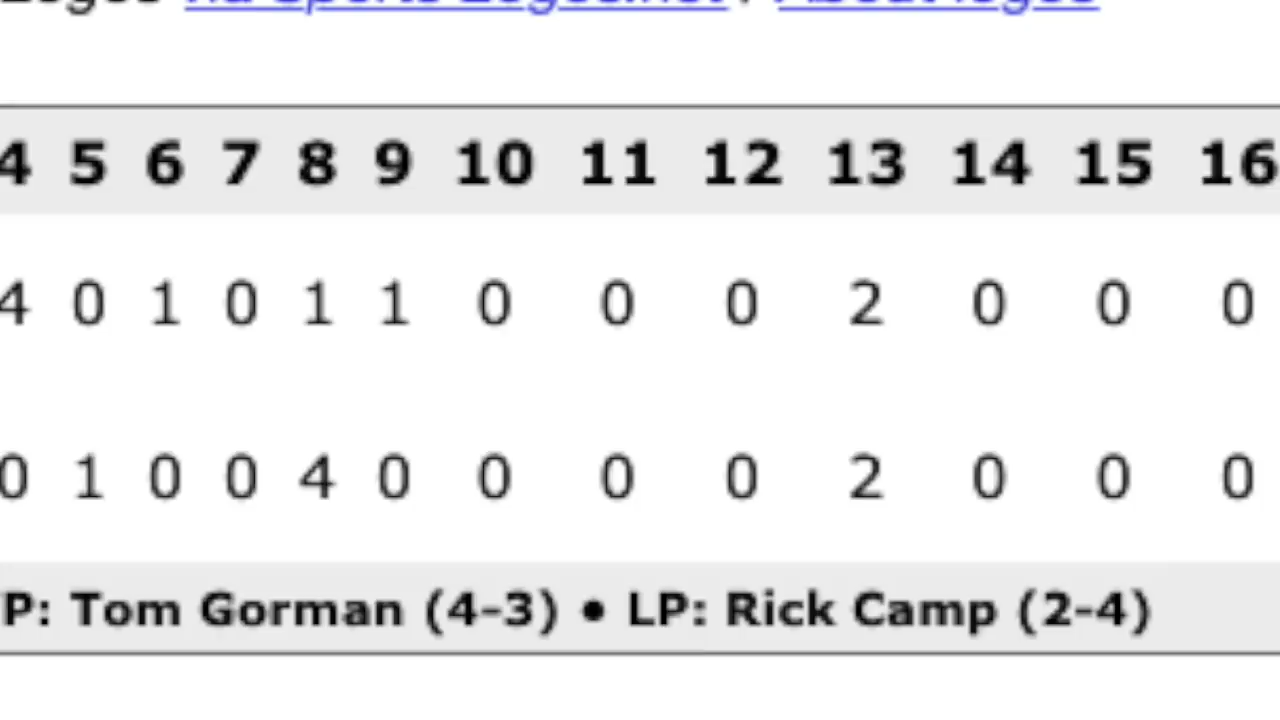 4 5 6 7 8 9 10 11 12 13 14 15 16
4 0 1 0 1 1 0 0 0 2 0 0 0
0 1 0 0 4 0 0 0 0 2 0 0 0
P: Tom Gorman (4-3) • LP: Rick Camp (2-4)